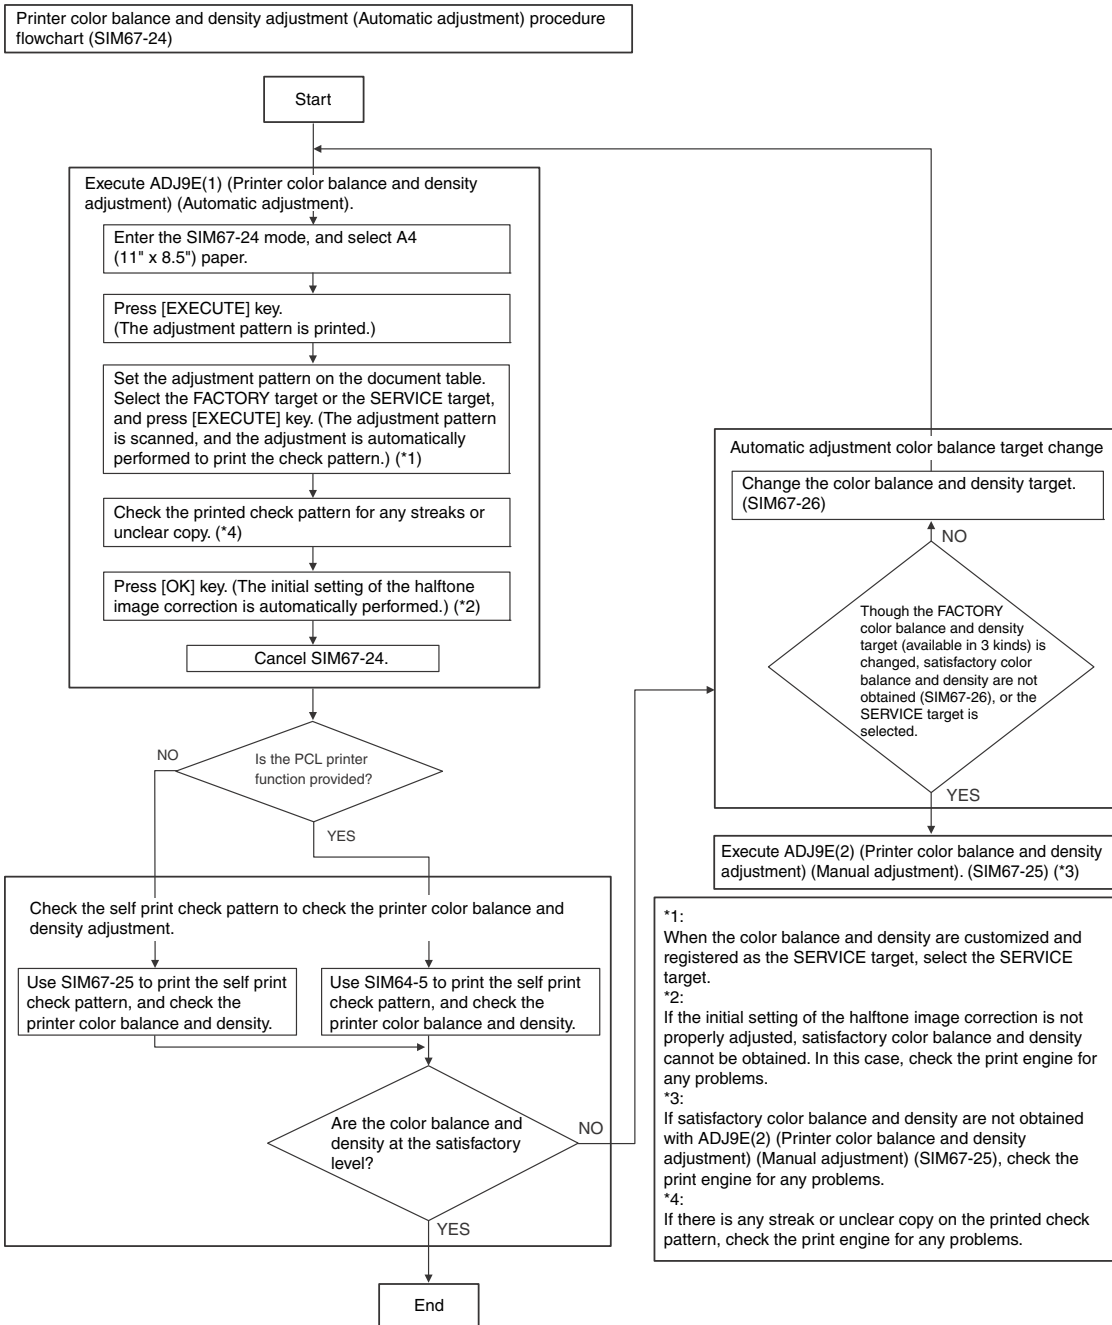 Printer color balance and density adjustment (Automatic adjustment) procedure
flowchart (SIM67-24)
Start
Execute ADJ9E(1) (Printer color balance and density
adjustment) (Automatic adjustment).
Enter the SIM67-24 mode, and select A4
(11" x 8.5") paper.
Press [EXECUTE] key.
(The adjustment pattern is printed.)
Set the adjustment pattern on the document table.
Select the FACTORY target or the SERVICE target,
and press [EXECUTE] key. (The adjustment pattern
is scanned, and the adjustment is automatically
performed to print the check pattern.) (*1)
Check the printed check pattern for any streaks or
unclear copy. (*4)
Press [OK] key. (The initial setting of the halftone
image correction is automatically performed.) (*2)
Cancel SIM67-24.
Is the PCL printer
function provided?
NO
YES
Check the self print check pattern to check the printer color balance and
density adjustment.
Use SIM67-25 to print the self print
check pattern, and check the
printer color balance and density.
Use SIM64-5 to print the self print
check pattern, and check the
printer color balance and density.
Are the color balance and
density at the satisfactory
level?
NO
YES
End
Automatic adjustment color balance target change
Change the color balance and density target.
(SIM67-26)
NO
Though the FACTORY
color balance and density
target (available in 3 kinds) is
changed, satisfactory color
balance and density are not
obtained (SIM67-26), or the
SERVICE target is
selected.
YES
Execute ADJ9E(2) (Printer color balance and density
adjustment) (Manual adjustment). (SIM67-25) (*3)
*1:
When the color balance and density are customized and
registered as the SERVICE target, select the SERVICE
target.
*2:
If the initial setting of the halftone image correction is not
properly adjusted, satisfactory color balance and density
cannot be obtained. In this case, check the print engine for
any problems.
*3:
If satisfactory color balance and density are not obtained
with ADJ9E(2) (Printer color balance and density
adjustment) (Manual adjustment) (SIM67-25), check the
print engine for any problems.
*4:
If there is any streak or unclear copy on the printed check
pattern, check the print engine for any problems.